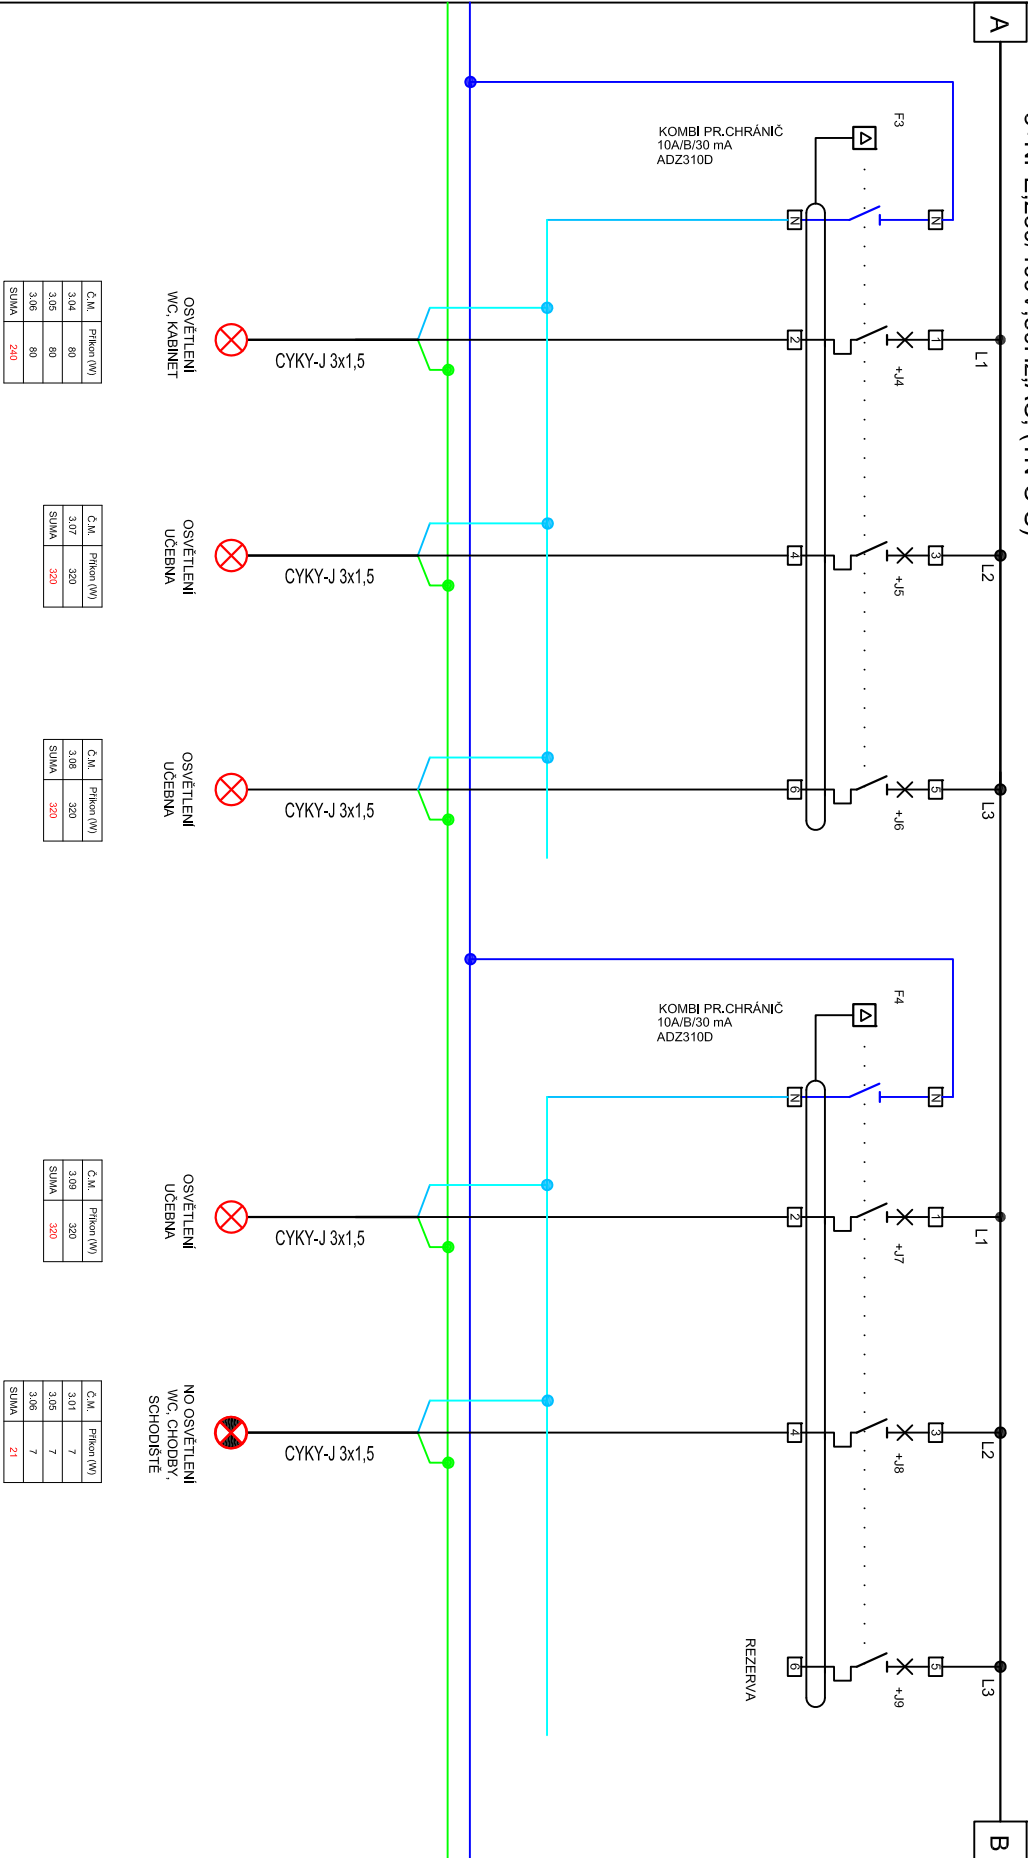 A
F3
KOMBI PR.CHRÁNIČ
10A/B/30 mA
ADZ310D
N
N
L1
1
+J4
2
CYKY-J 3x1,5
OSVĚTLENÍ
WC, KABINET
Č.M. Příkon (W)
3.04 80
3.05 80
3.06 80
SUMA 240
L2
3
+J5
4
CYKY-J 3x1,5
OSVĚTLENÍ
UČEBNA
Č.M. Příkon (W)
3.07 320
SUMA 320
L3
5
+J6
6
CYKY-J 3x1,5
OSVĚTLENÍ
UČEBNA
Č.M. Příkon (W)
3.08 320
SUMA 320
F4
KOMBI PR.CHRÁNIČ
10A/B/30 mA
ADZ310D
N
N
L1
1
+J7
2
CYKY-J 3x1,5
OSVĚTLENÍ
UČEBNA
Č.M. Příkon (W)
3.09 320
SUMA 320
L2
3
+J8
4
CYKY-J 3x1,5
NO OSVĚTLENÍ
WC, CHODBY,
SCHODIŠTĚ
Č.M. Příkon (W)
3.01 7
3.05 7
3.06 7
SUMA 21
L3
5
+J9
6
REZERVA
B